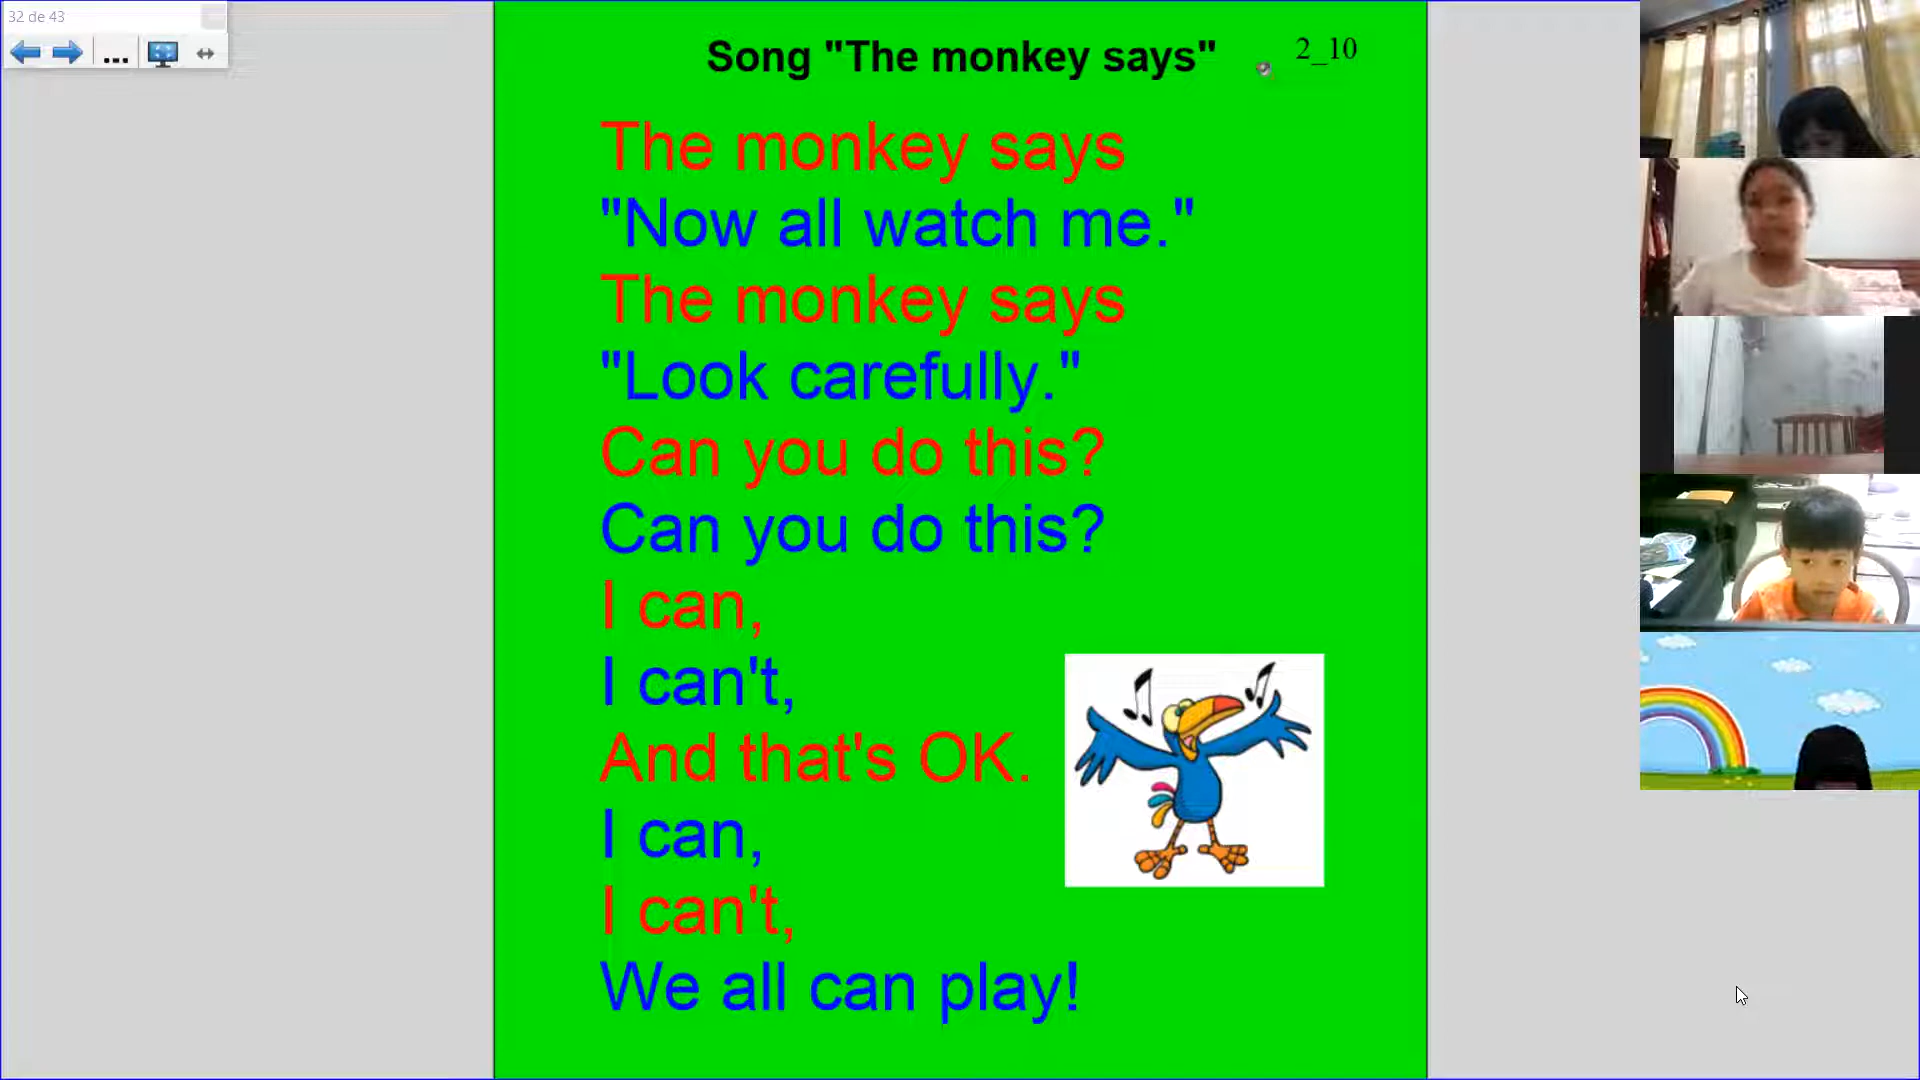 32 de 43
...
Song "The monkey says"
2_10
The monkey says
"Now all watch me."
The monkey says
"Look carefully."
Can you do this?
Can you do this?
I can,
I can't,
And that's OK.
I can,
I can't,
We all can play!